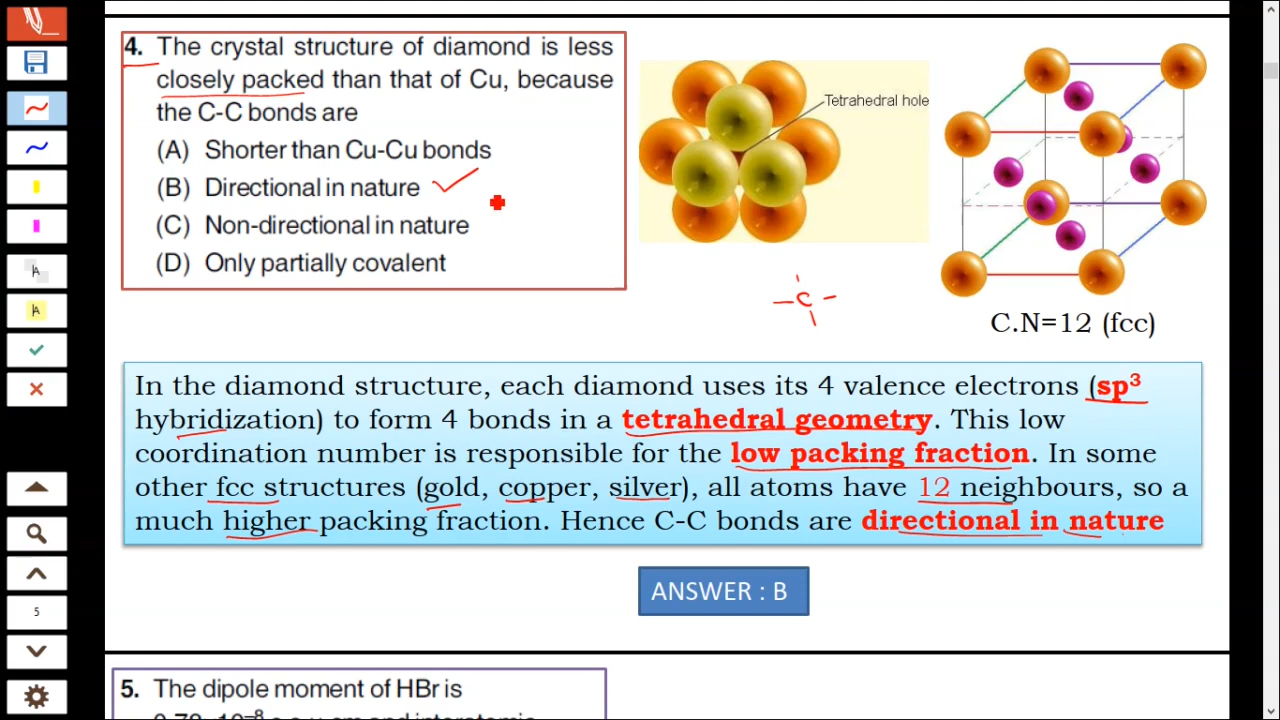 4. The crystal structure of diamond is less
closely packed than that of Cu, because
the C-C bonds are
(A) Shorter than Cu-Cu bonds
(B) Directional in nature
(C) Non-directional in nature
(D) Only partially covalent
Tetrahedral hole
C
C.N=12 (fcc)
In the diamond structure, each diamond uses its 4 valence electrons (sp³
hybridization) to form 4 bonds in a tetrahedral geometry. This low
coordination number is responsible for the low packing fraction. In some
other fcc structures (gold, copper, silver), all atoms have 12 neighbours, so a
much higher packing fraction. Hence C-C bonds are directional in nature
ANSWER : B
5
5. The dipole moment of HBr is